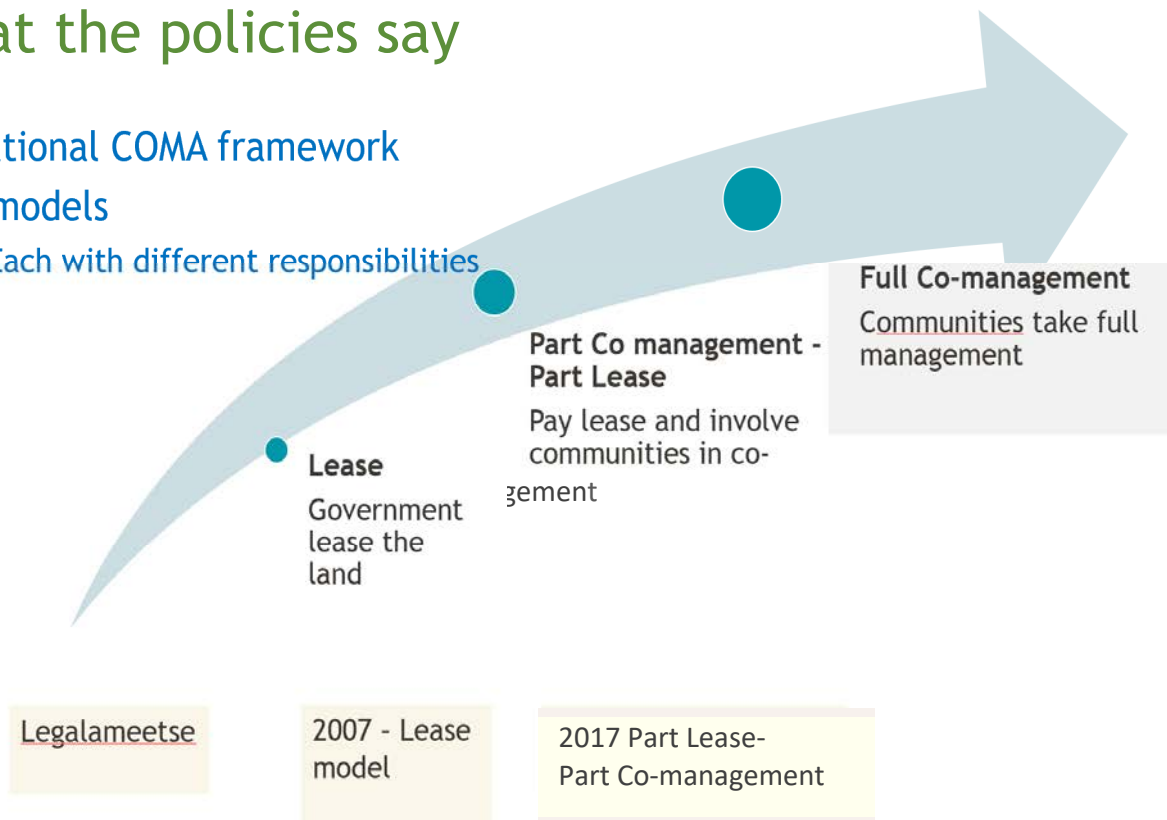 at the policies say
tional COMA framework
models
Each with different responsibilities
Full Co-management
Communities take full
management
Part Co management -
Part Lease
Pay lease and involve
communities in co-
gement
Lease
Government
lease the
land
Legalameetse
2007 - Lease
model
2017 Part Lease-
Part Co-management